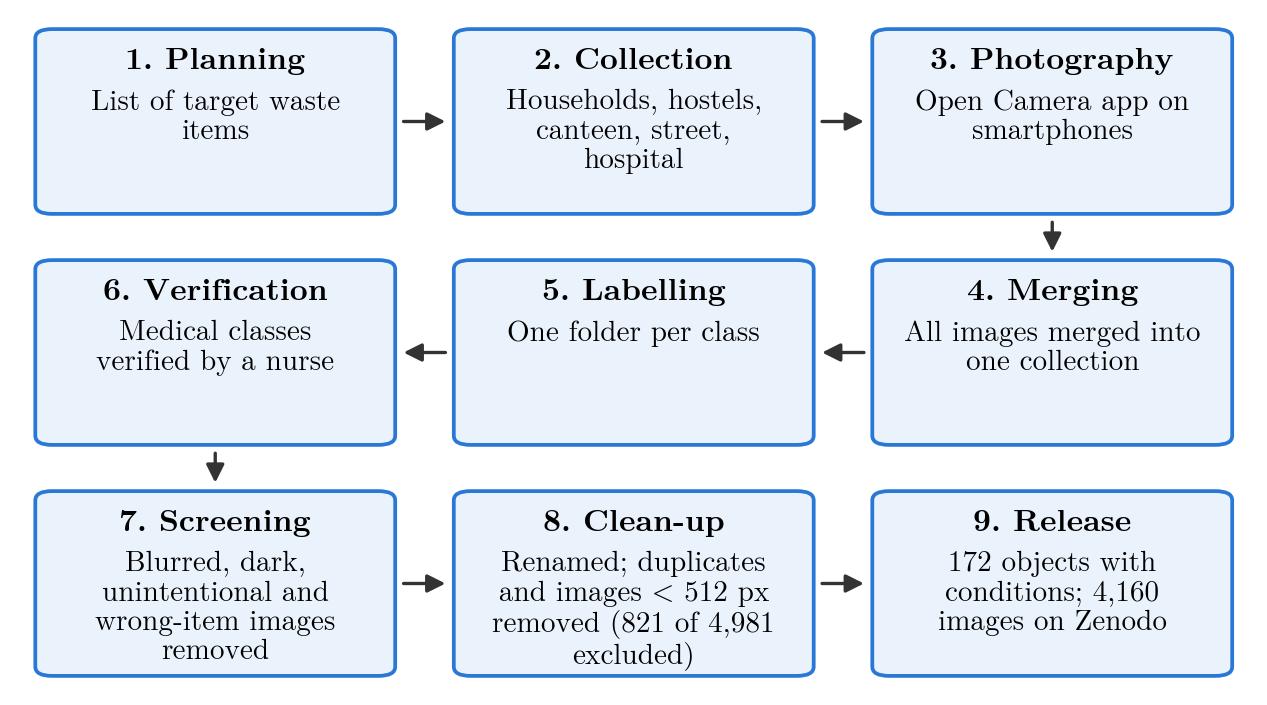 1. Planning
List of target waste
items
2. Collection
Households, hostels,
canteen, street,
hospital
3. Photography
Open Camera app on
smartphones
4. Merging
All images merged into
one collection
5. Labelling
One folder per class
6. Verification
Medical classes
verified by a nurse
7. Screening
Blurred, dark,
unintentional and
wrong-item images
removed
8. Clean-up
Renamed; duplicates
and images < 512 px
removed (821 of 4,981
excluded)
9. Release
172 objects with
conditions; 4,160
images on Zenodo